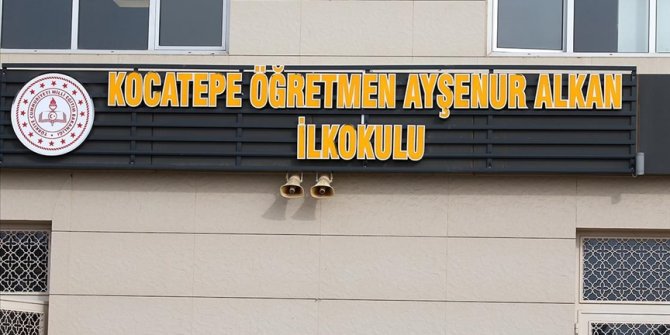 KOCATEPE ÖĞRETMEN AYŞENUR ALKAN
İLKOKULU